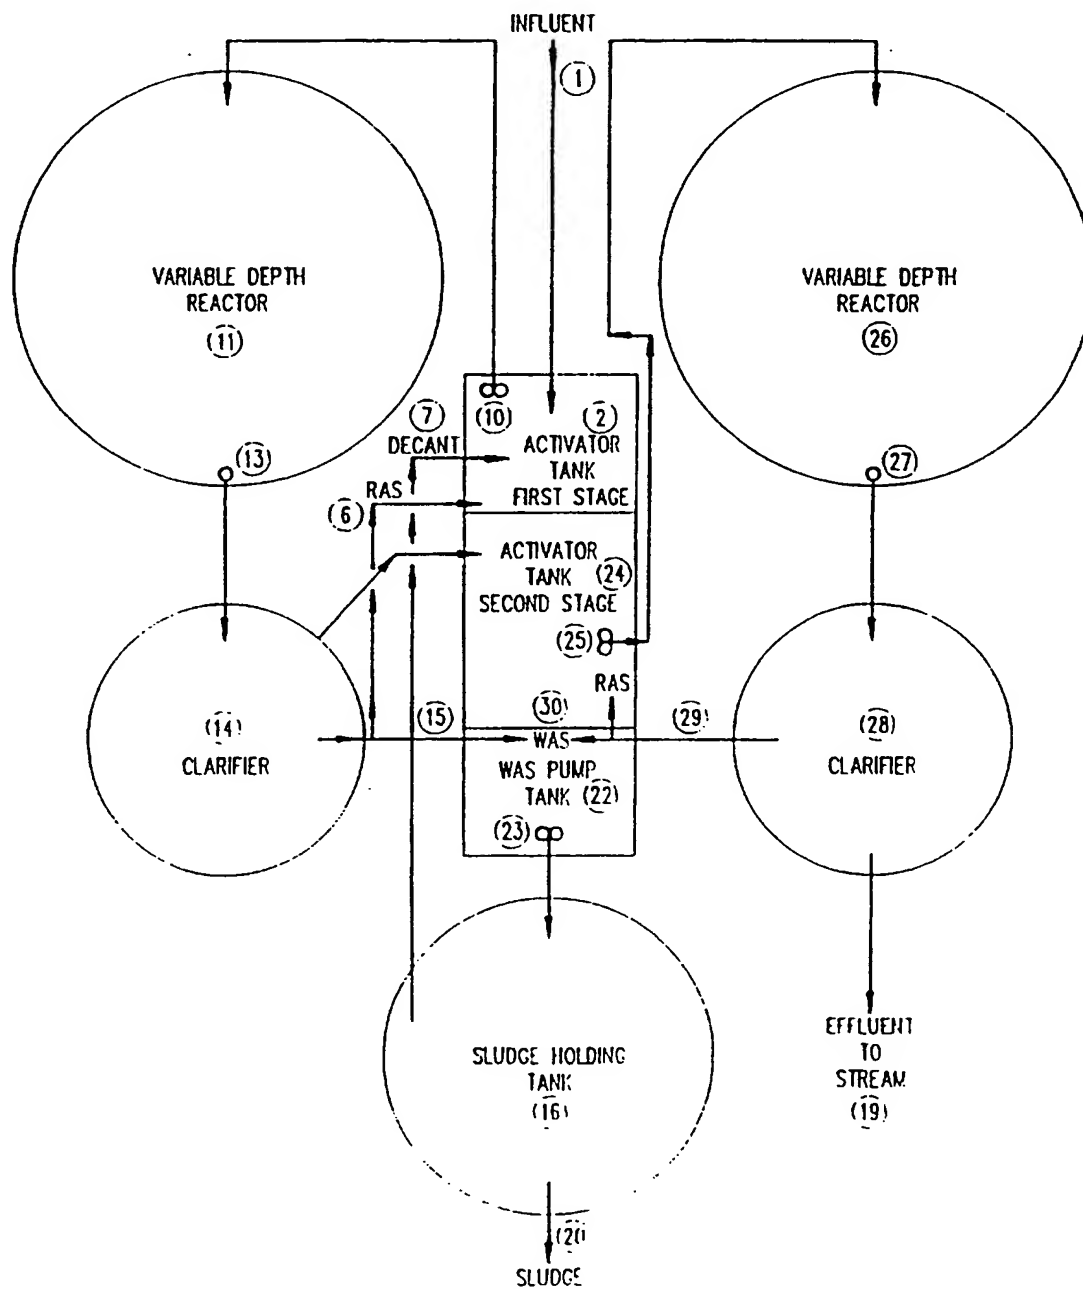 INFLUENT
(1)
VARIABLE DEPTH
REACTOR
(11)
VARIABLE DEPTH
REACTOR
(26)
(7)
DECANT
(10)
(2)
ACTIVATOR
TANK
FIRST STAGE
(13)
(27)
RAS
(6)
ACTIVATOR
TANK (24)
SECOND STAGE
(25)
RAS
(14)
CLARIFIER
(15)
(30)
WAS
(29)
(28)
CLARIFIER
WAS PUMP
TANK (22)
(23)
SLUDGE HOLDING
TANK
(16)
EFFLUENT
TO
STREAM
(19)
(20)
SLUDGE